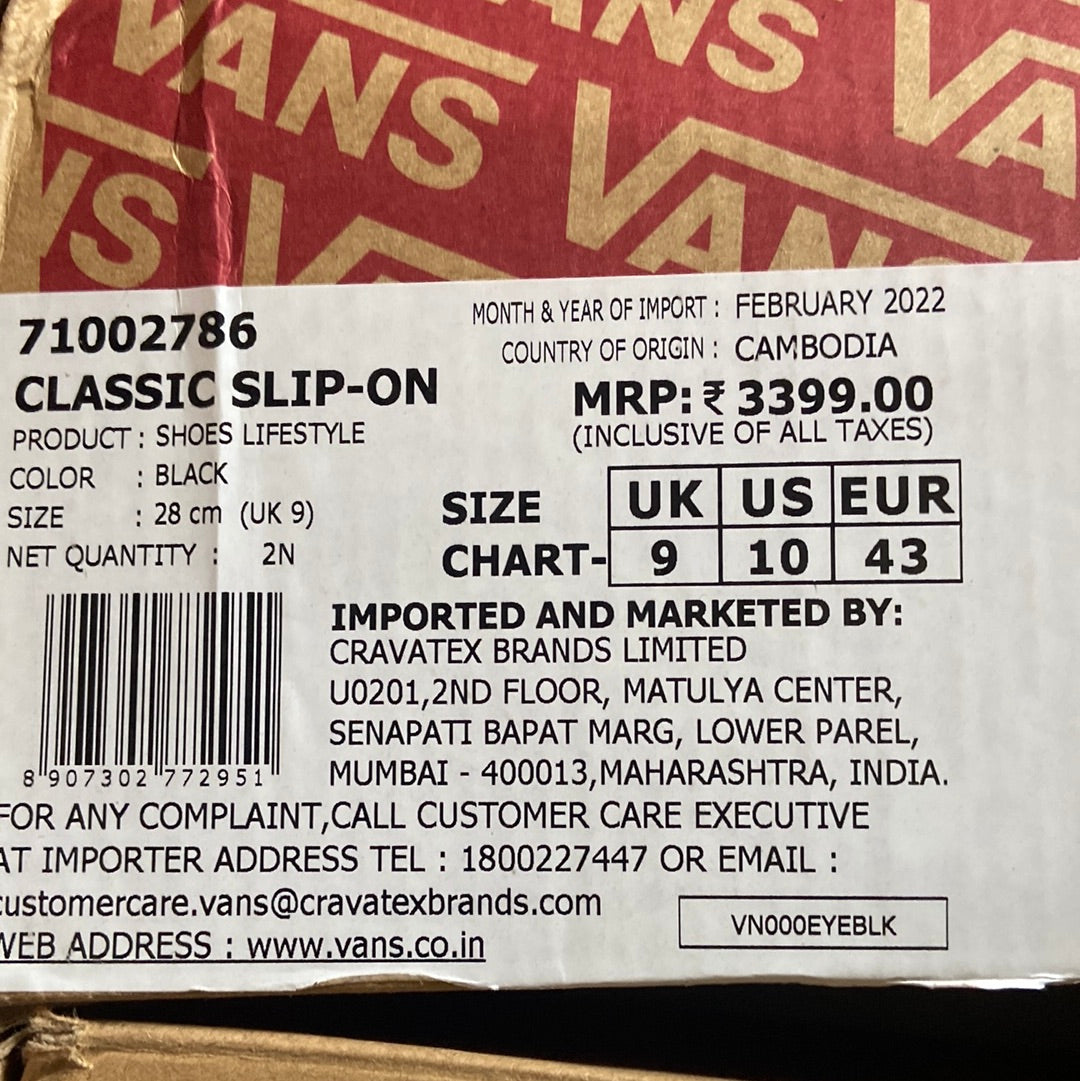 VANS
VANS
VANS
71002786
CLASSIC SLIP-ON
PRODUCT : SHOES LIFESTYLE
COLOR : BLACK
SIZE : 28 cm (UK 9)
NET QUANTITY : 2N
MONTH & YEAR OF IMPORT : FEBRUARY 2022
COUNTRY OF ORIGIN : CAMBODIA
MRP:₹ 3399.00
(INCLUSIVE OF ALL TAXES)
SIZE UK US EUR
CHART- 9 10 43
8 907302 772951
IMPORTED AND MARKETED BY:
CRAVATEX BRANDS LIMITED
U0201,2ND FLOOR, MATULYA CENTER,
SENAPATI BAPAT MARG, LOWER PAREL,
MUMBAI - 400013,MAHARASHTRA, INDIA.
FOR ANY COMPLAINT,CALL CUSTOMER CARE EXECUTIVE
AT IMPORTER ADDRESS TEL : 1800227447 OR EMAIL :
customercare.vans@cravatexbrands.com
WEB ADDRESS : www.vans.co.in
VN000EYEBLK